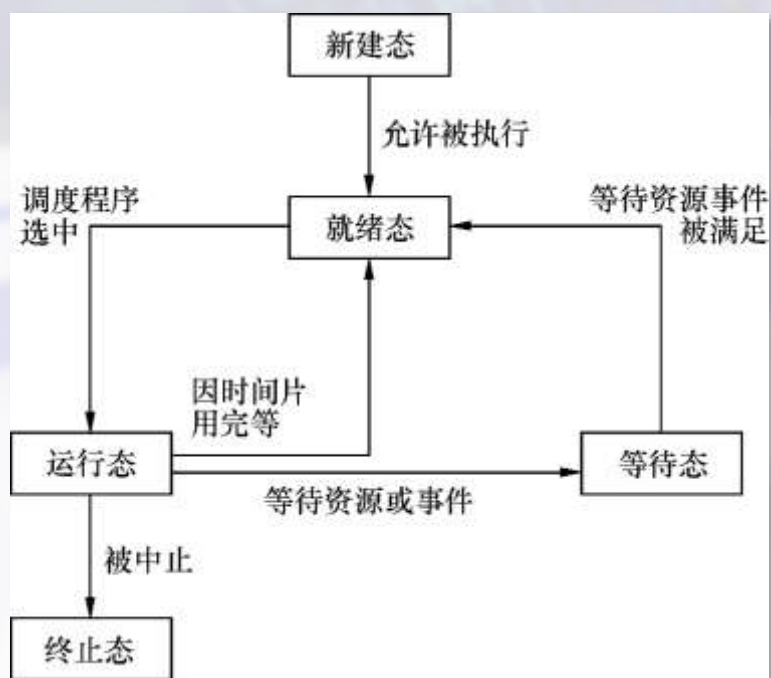 新建态
允许被执行
调度程序
选中
就绪态
等待资源事件
被满足
因时间片
用完等
运行态
等待态
等待资源或事件
被中止
终止态